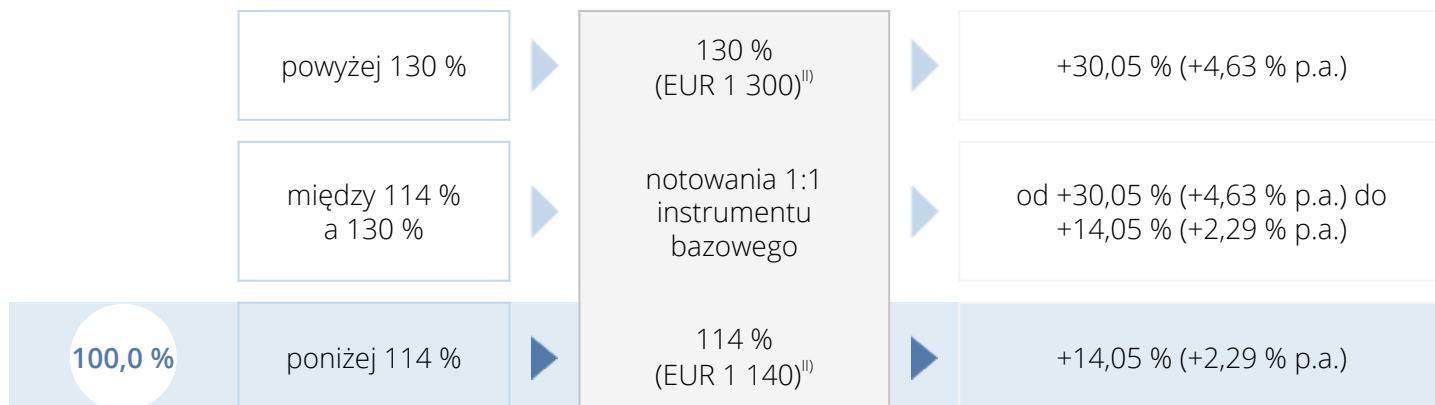 powyżej 130 %
130 %
(EUR 1 300)II)
+30,05 % (+4,63 % p.a.)
między 114 %
a 130 %
notowania 1:1
instrumentu
bazowego
od +30,05 % (+4,63 % p.a.) do
+14,05 % (+2,29 % p.a.)
100,0 %
poniżej 114 %
114 %
(EUR 1 140)II)
+14,05 % (+2,29 % p.a.)